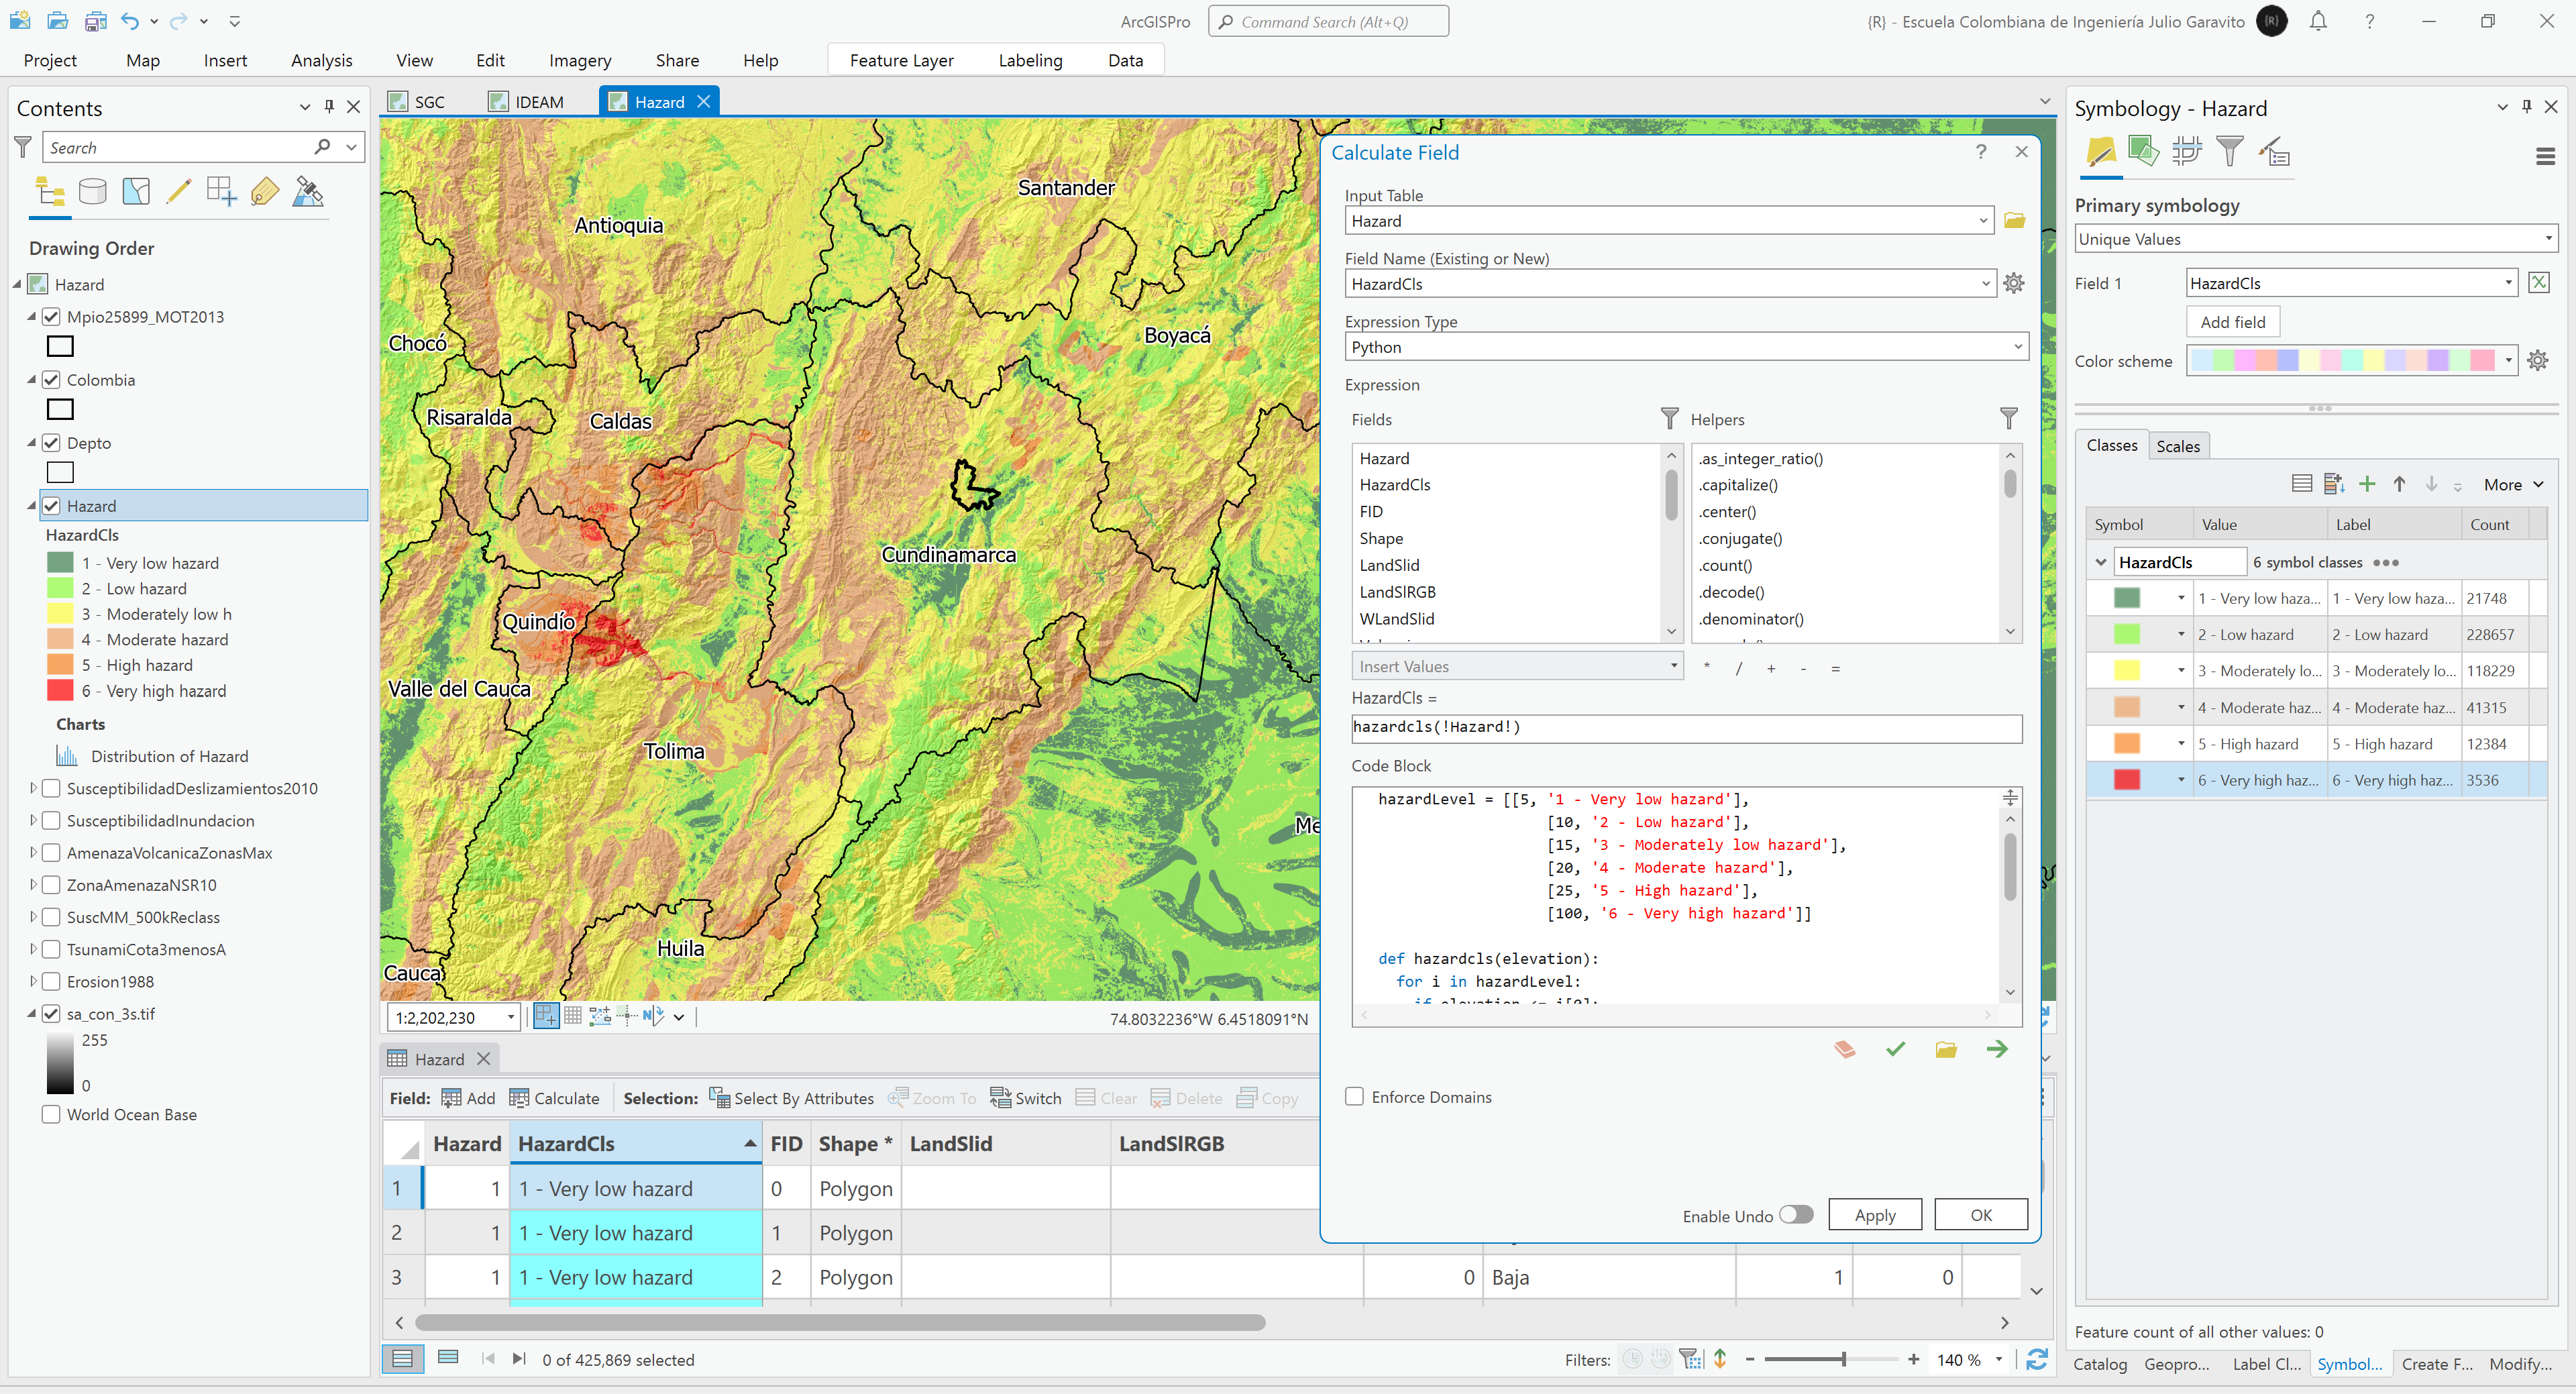 ArcGISPro
Command Search (Alt+Q)
{R} - Escuela Colombiana de Ingeniería Julio Garavito
{R}
?
Project
Map
Insert
Analysis
View
Edit
Imagery
Share
Help
Feature Layer
Labeling
Data
Contents
Search
Drawing Order
Hazard
Mpio25899_MOT2013
Colombia
Depto
Hazard
HazardCls
1 - Very low hazard
2 - Low hazard
3 - Moderately low h
4 - Moderate hazard
5 - High hazard
6 - Very high hazard
Charts
Distribution of Hazard
SusceptibilidadDeslizamientos2010
SusceptibilidadInundacion
AmenazaVolcanicaZonasMax
ZonaAmenazaNSR10
SuscMM_500kReclass
TsunamiCota3menosA
Erosion1988
sa_con_3s.tif
255
0
World Ocean Base
SGC
IDEAM
Hazard
Santander
Antioquia
Boyacá
Chocó
Risaralda
Caldas
Cundinamarca
Quindío
Valle del Cauca
Tolima
Me
Huila
Cauca
1:2,202,230
74.8032236°W 6.4518091°N
Calculate Field
?
Input Table
Hazard
Field Name (Existing or New)
HazardCls
Expression Type
Python
Expression
Fields
Helpers
Hazard
HazardCls
FID
Shape
LandSlid
LandSlRGB
WLandSlid
.as_integer_ratio()
.capitalize()
.center()
.conjugate()
.count()
.decode()
.denominator()
Insert Values
* / + - =
HazardCls =
hazardcls(!Hazard!)
Code Block
hazardLevel = [[5, '1 - Very low hazard'],
[10, '2 - Low hazard'],
[15, '3 - Moderately low hazard'],
[20, '4 - Moderate hazard'],
[25, '5 - High hazard'],
[100, '6 - Very high hazard']]
def hazardcls(elevation):
for i in hazardLevel:
if elevation <= i[0]:
Enforce Domains
Enable Undo
Apply
OK
Hazard
Field: Add Calculate Selection: Select By Attributes Zoom To Switch Clear Delete Copy
Hazard HazardCls FID Shape * LandSlid LandSlRGB
1 1 1 - Very low hazard 0 Polygon
2 1 1 - Very low hazard 1 Polygon
3 1 1 - Very low hazard 2 Polygon 0 Baja 1 0
0 of 425,869 selected
Filters:
140 %
Symbology - Hazard
Primary symbology
Unique Values
Field 1
HazardCls
Add field
Color scheme
Classes
Scales
More
Symbol Value Label Count
HazardCls 6 symbol classes
1 - Very low haza... 1 - Very low haza... 21748
2 - Low hazard 2 - Low hazard 228657
3 - Moderately lo... 3 - Moderately lo... 118229
4 - Moderate haz... 4 - Moderate haz... 41315
5 - High hazard 5 - High hazard 12384
6 - Very high haz... 6 - Very high haz... 3536
Feature count of all other values: 0
Catalog Geopro... Label Cl... Symbol... Create F... Modify...